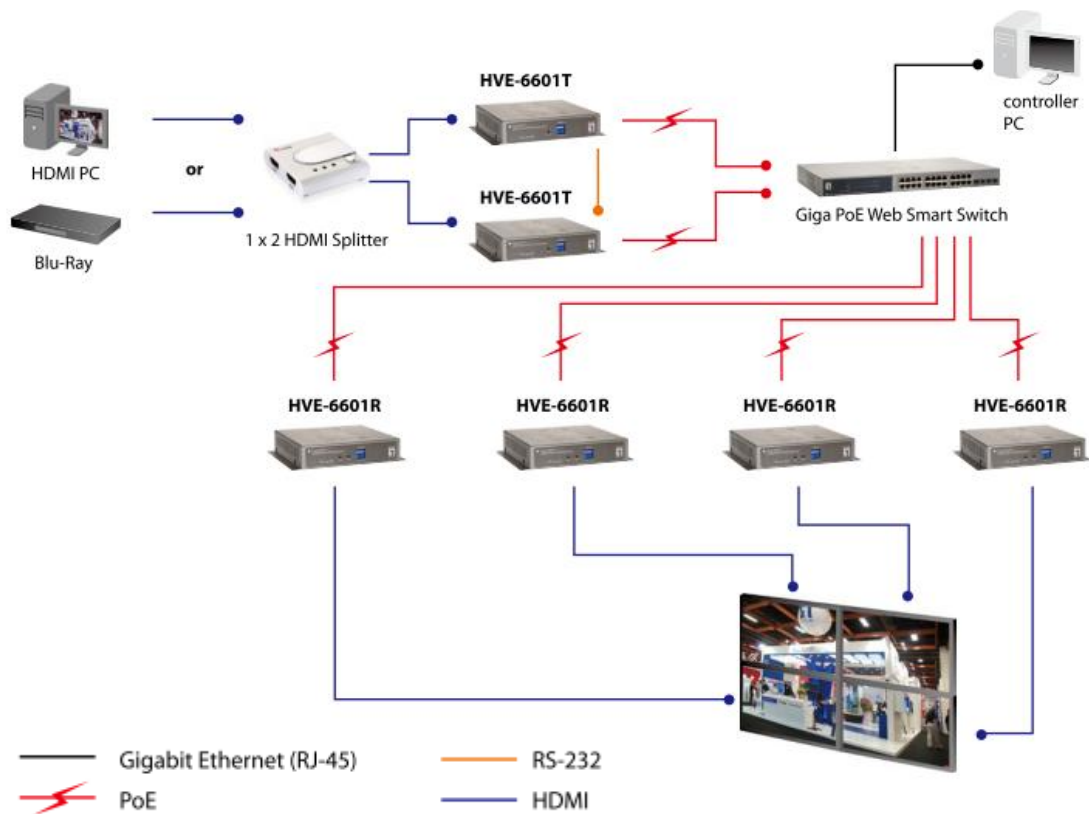 HVE-6601T
controller
PC
HDMI PC
or
HVE-6601T
1 x 2 HDMI Splitter
Giga PoE Web Smart Switch
Blu-Ray
HVE-6601R
HVE-6601R
HVE-6601R
HVE-6601R
Gigabit Ethernet (RJ-45)
RS-232
PoE
HDMI